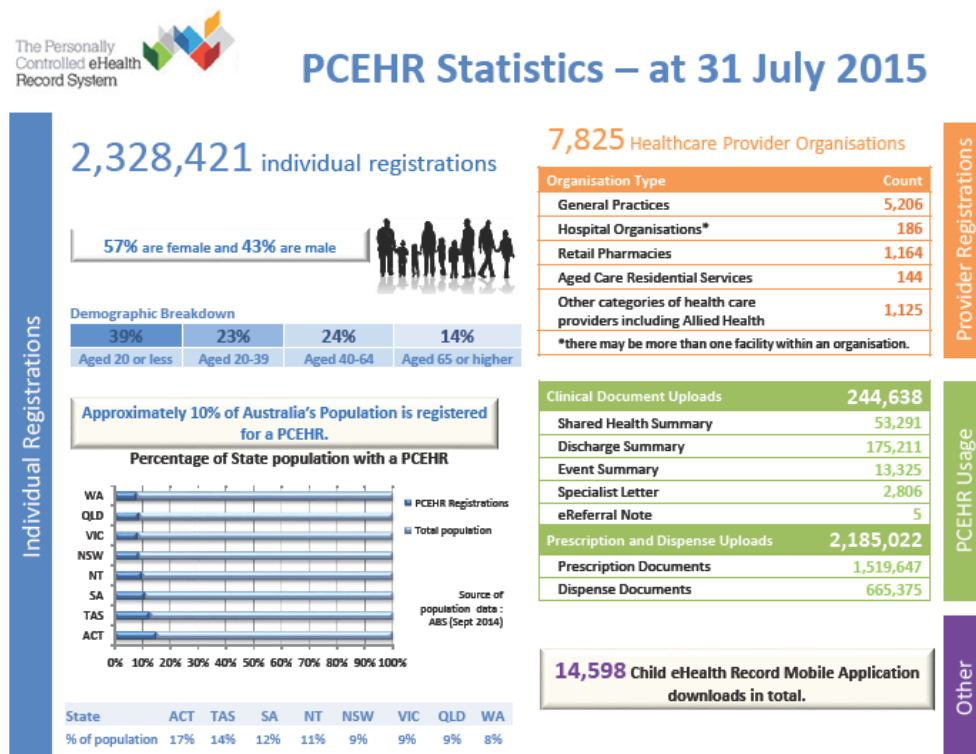 The Personally
Controlled eHealth
Record System
PCEHR Statistics – at 31 July 2015
Individual Registrations
2,328,421 individual registrations
57% are female and 43% are male
Demographic Breakdown
39% 23% 24% 14%
Aged 20 or less Aged 20-39 Aged 40-64 Aged 65 or higher
Approximately 10% of Australia's Population is registered
for a PCEHR.
Percentage of State population with a PCEHR
WA
QLD
VIC
NSW
NT
SA
TAS
ACT
0% 10% 20% 30% 40% 50% 60% 70% 80% 90% 100%
PCEHR Registrations
Total population
Source of
population data :
ABS (Sept 2014)
State ACT TAS SA NT NSW VIC QLD WA
% of population 17% 14% 12% 11% 9% 9% 9% 8%
7,825 Healthcare Provider Organisations
Organisation Type Count
General Practices 5,206
Hospital Organisations* 186
Retail Pharmacies 1,164
Aged Care Residential Services 144
Other categories of health care
providers including Allied Health 1,125
*there may be more than one facility within an organisation.
Provider Registrations
Clinical Document Uploads 244,638
Shared Health Summary 53,291
Discharge Summary 175,211
Event Summary 13,325
Specialist Letter 2,806
eReferral Note 5
Prescription and Dispense Uploads 2,185,022
Prescription Documents 1,519,647
Dispense Documents 665,375
PCEHR Usage
14,598 Child eHealth Record Mobile Application
downloads in total.
Other